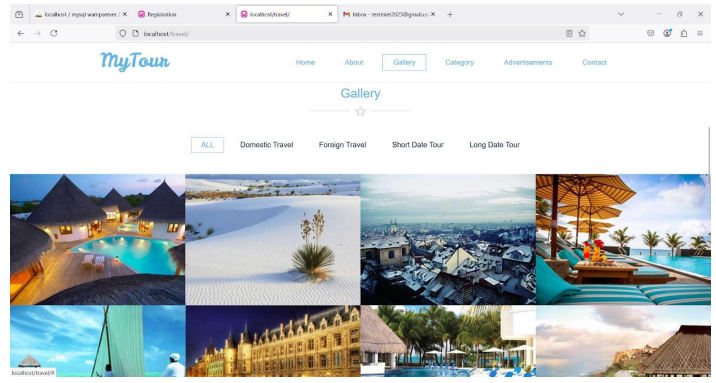 localhost / mysql wampserver /
Registration
localhost/travel/
Inbox - testmiet2025@gmail.co
localhost/travel/
MyTour
Home About Gallery Category Advertisements Contact
Gallery
ALL Domestic Travel Foreign Travel Short Date Tour Long Date Tour
localhost/travel/#